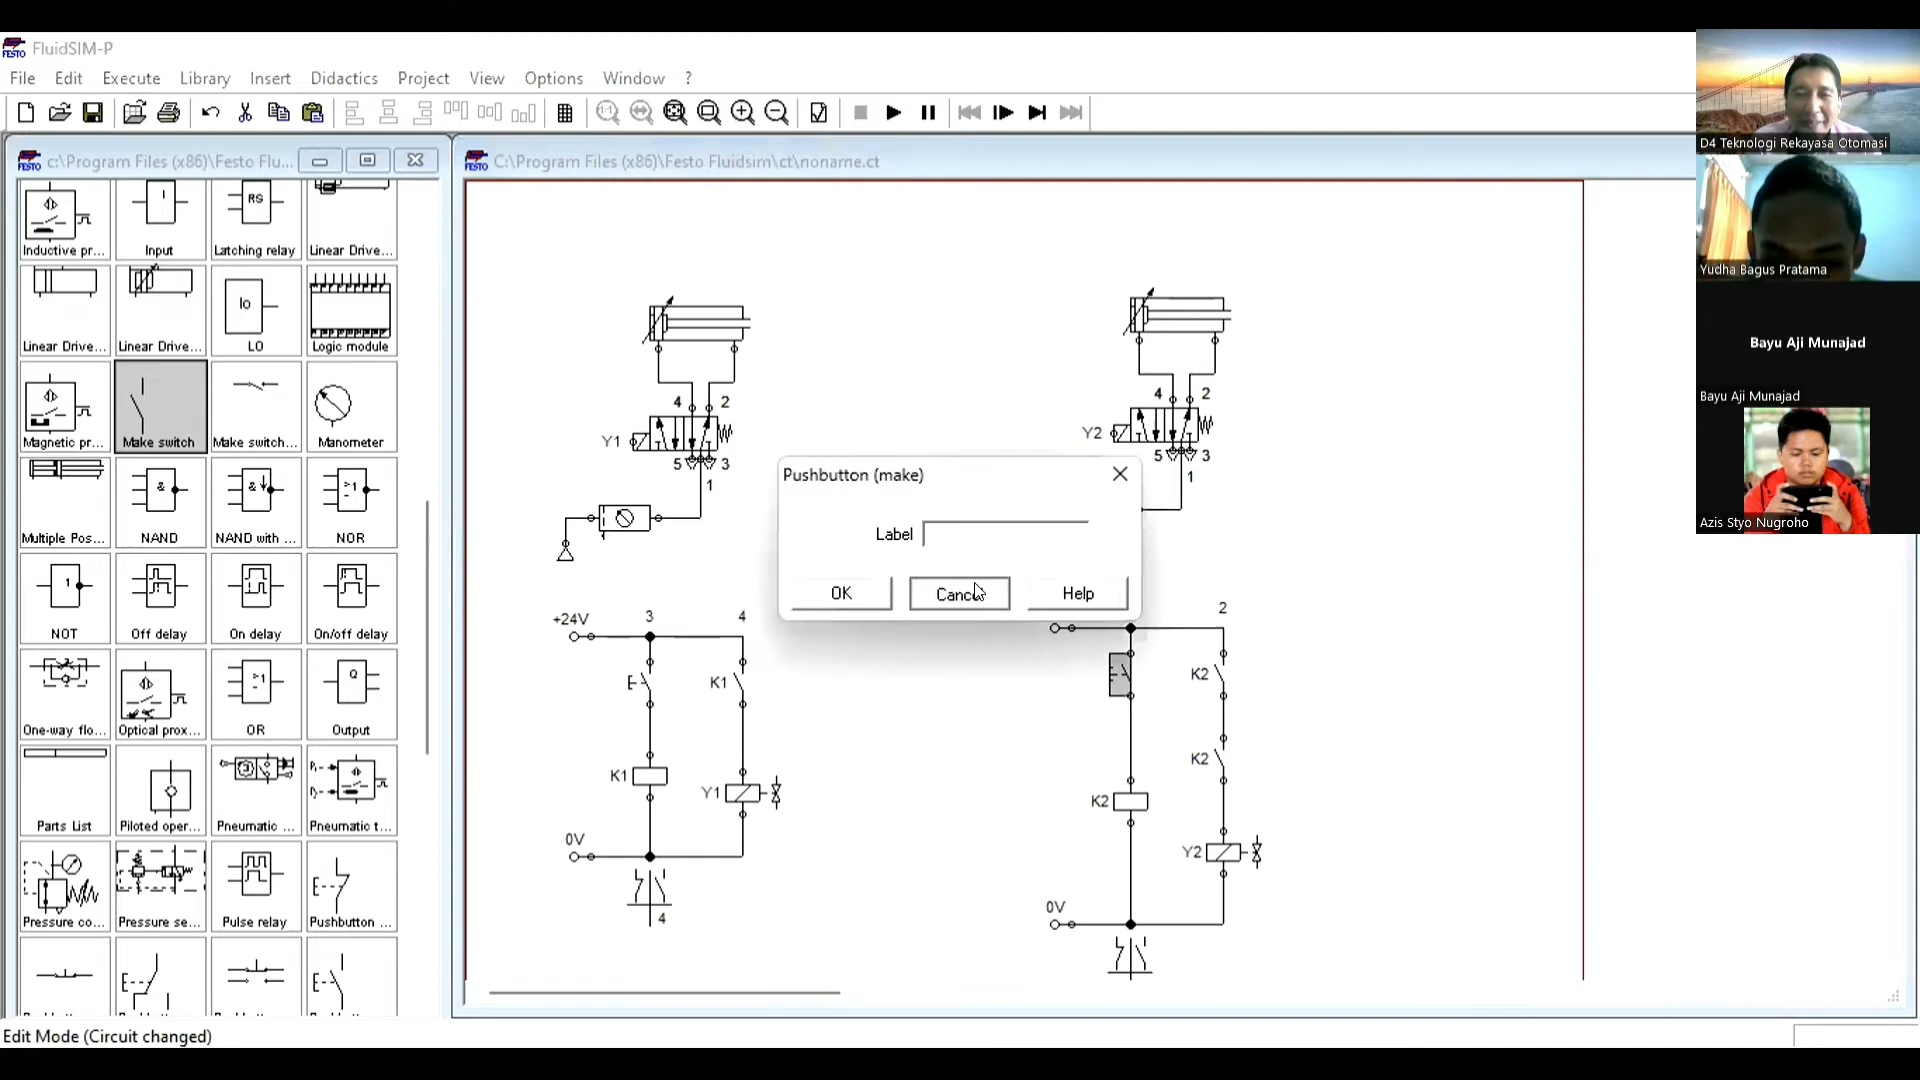 FESTO FluidSIM-P
File Edit Execute Library Insert Didactics Project View Options Window ?
c:\Program Files (x86)\Festo Flu...
C:\Program Files (x86)\Festo Fluidsim\ct\noname.ct
Inductive pr... Input Latching relay Linear Drive...
RS
Linear Drive... Linear Drive... LO Logic module
Magnetic pr... Make switch Make switch... Manometer
Multiple Pos... NAND NAND with ... NOR
NOT Off delay On delay On/off delay
One-way flo... Optical prox... OR Output
Parts List Piloted oper... Pneumatic ... Pneumatic t...
Pressure co... Pressure se... Pulse relay Pushbutton ...
4 2
Y1
5 3
1
4 2
Y2
5 3
1
Pushbutton (make)
Label
OK Cancel Help
+24V 3 4
K1
K1
Y1
0V
4
2
K2
K2
K2
Y2
0V
D4 Teknologi Rekayasa Otomasi
Yudha Bagus Pratama
Bayu Aji Munajad
Bayu Aji Munajad
Azis Styo Nugroho
Edit Mode (Circuit changed)